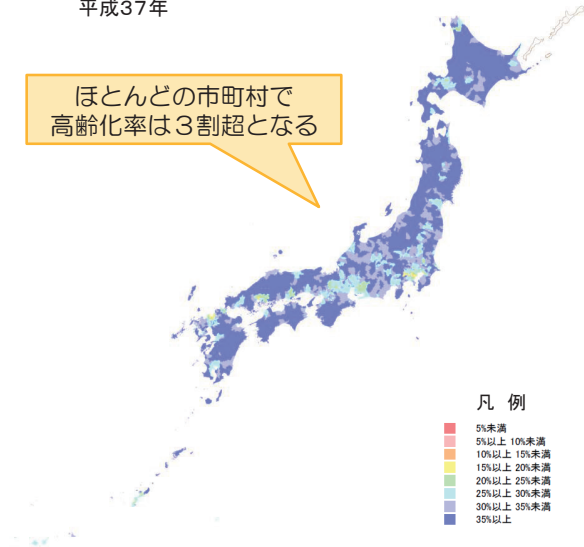 平成37年
ほとんどの市町村で
高齢化率は３割超となる
凡 例
5%未満
5%以上 10%未満
10%以上 15%未満
15%以上 20%未満
20%以上 25%未満
25%以上 30%未満
30%以上 35%未満
35%以上